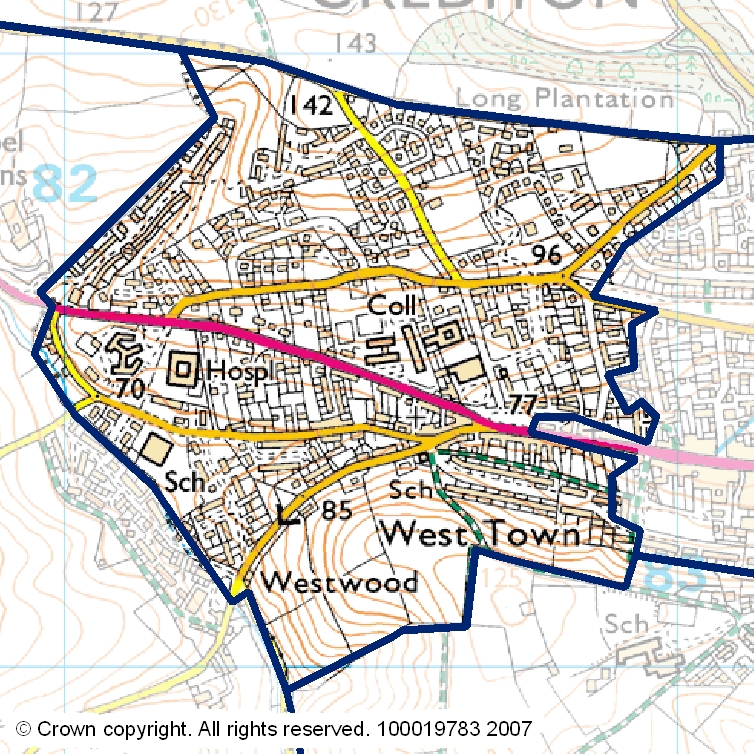 CREDITON
127
143
142
Long Plantation
82
96
Coll
Hospl
70
77
Sch
Sch
85
West Town
Westwood
125
83
Sch
© Crown copyright. All rights reserved. 100019783 2007